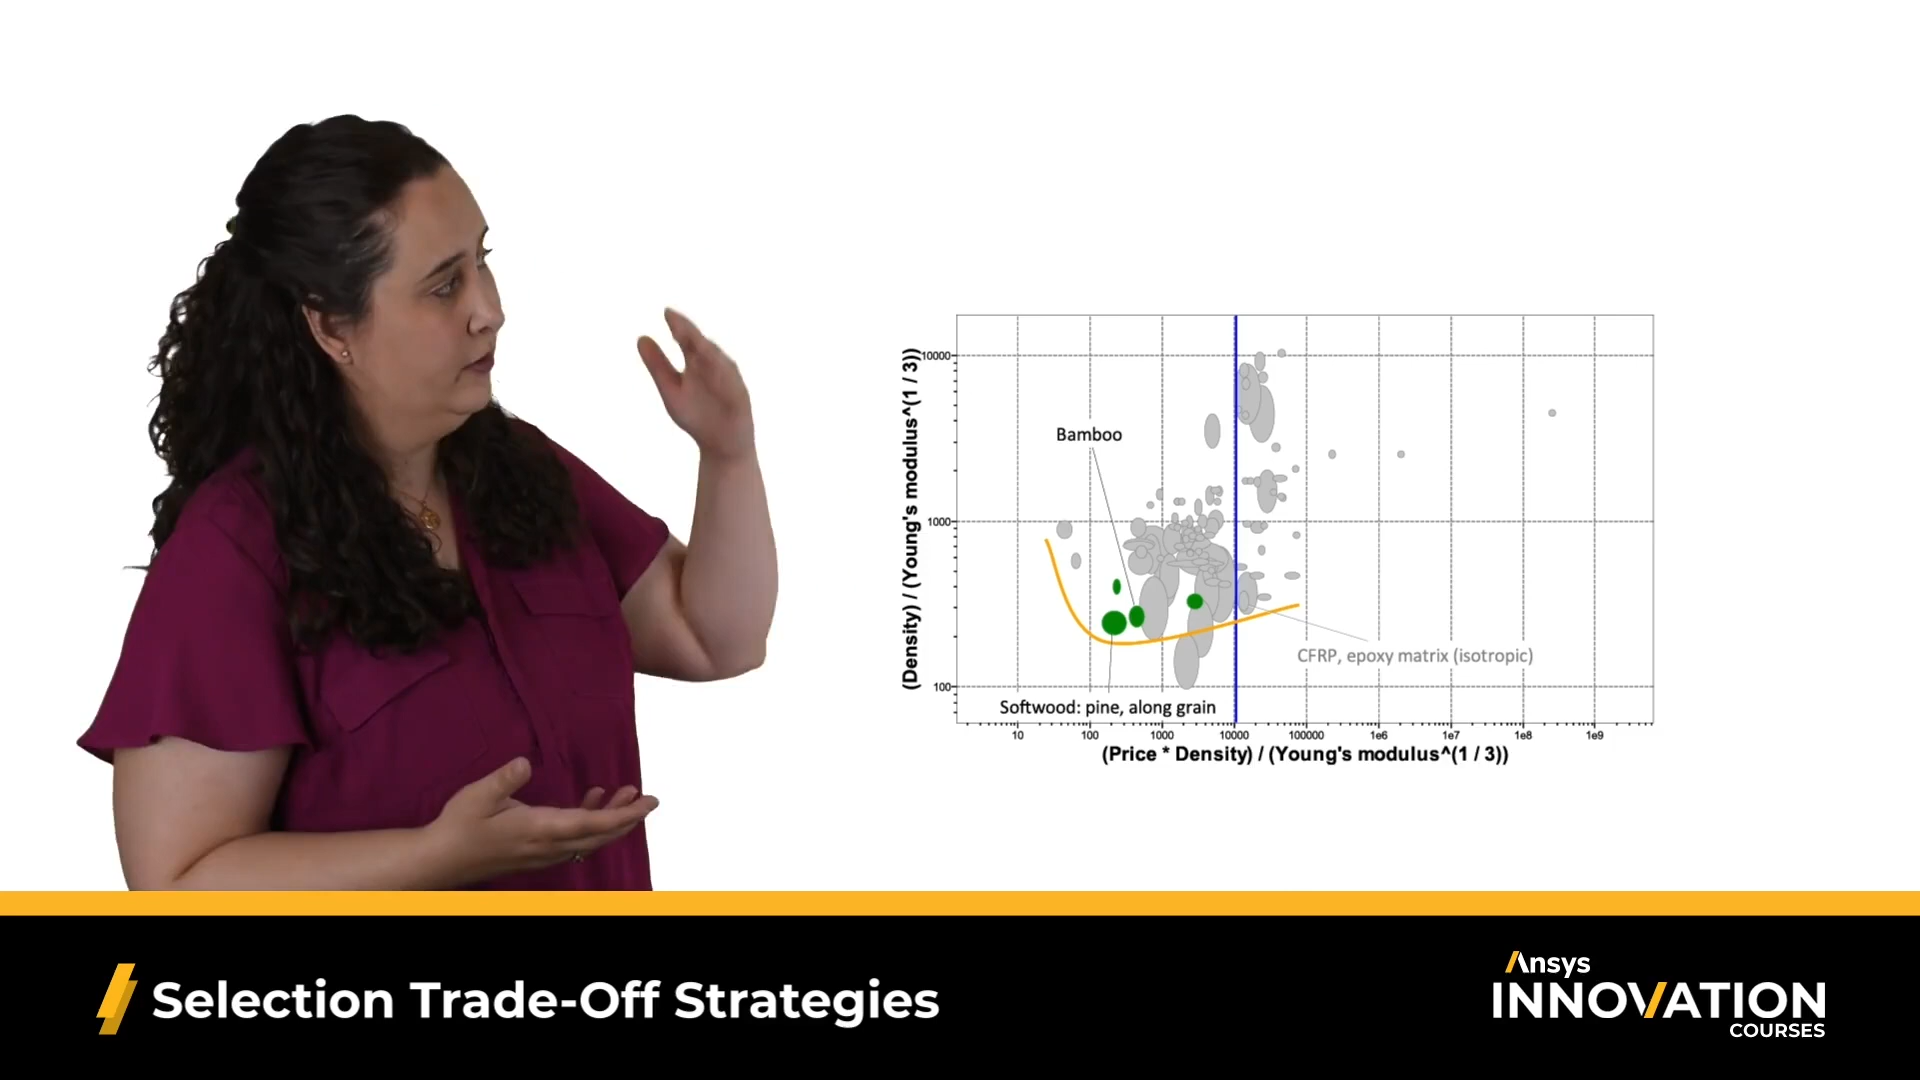 (Density) / (Young's modulus^(1 / 3))
10000
1000
100
Bamboo
CFRP, epoxy matrix (isotropic)
Softwood: pine, along grain
10 100 1000 10000 100000 1e6 1e7 1e8 1e9
(Price * Density) / (Young's modulus^(1 / 3))
Selection Trade-Off Strategies
Ansys
INNOVATION
COURSES